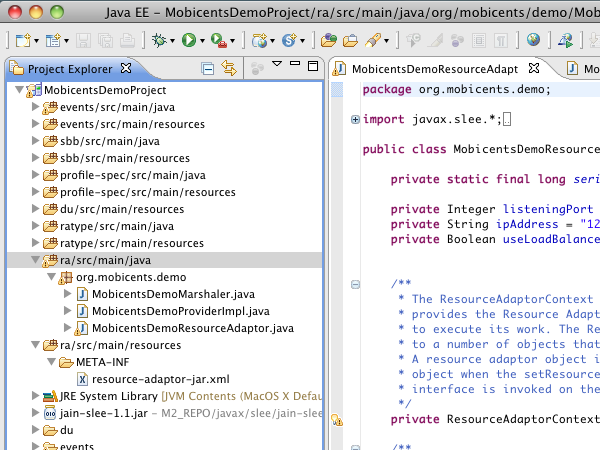 Java EE – MobicentsDemoProject/ra/src/main/java/org/mobicents/demo/Mob
Project Explorer
MobicentsDemoProject
events/src/main/java
events/src/main/resources
sbb/src/main/java
sbb/src/main/resources
profile-spec/src/main/java
profile-spec/src/main/resources
du/src/main/resources
ratype/src/main/java
ratype/src/main/resources
ra/src/main/java
org.mobicents.demo
MobicentsDemoMarshaler.java
MobicentsDemoProviderImpl.java
MobicentsDemoResourceAdaptor.java
ra/src/main/resources
META-INF
resource-adaptor-jar.xml
JRE System Library [JVM Contents (MacOS X Defau
jain-slee-1.1.jar – M2_REPO/javax/slee/jain-slee
du
events
MobicentsDemoResourceAdapt
Mo
package org.mobicents.demo;
import javax.slee.*;
public class MobicentsDemoResource
private static final long seri
private Integer listeningPort
private String ipAddress = "12
private Boolean useLoadBalance
/**
* The ResourceAdaptorContext
* provides the Resource Adapt
* to execute its work. The Re
* to a number of objects that
* A resource adaptor object i
* object when the setResource
* interface is invoked on the
*/
private ResourceAdaptorContext
/**